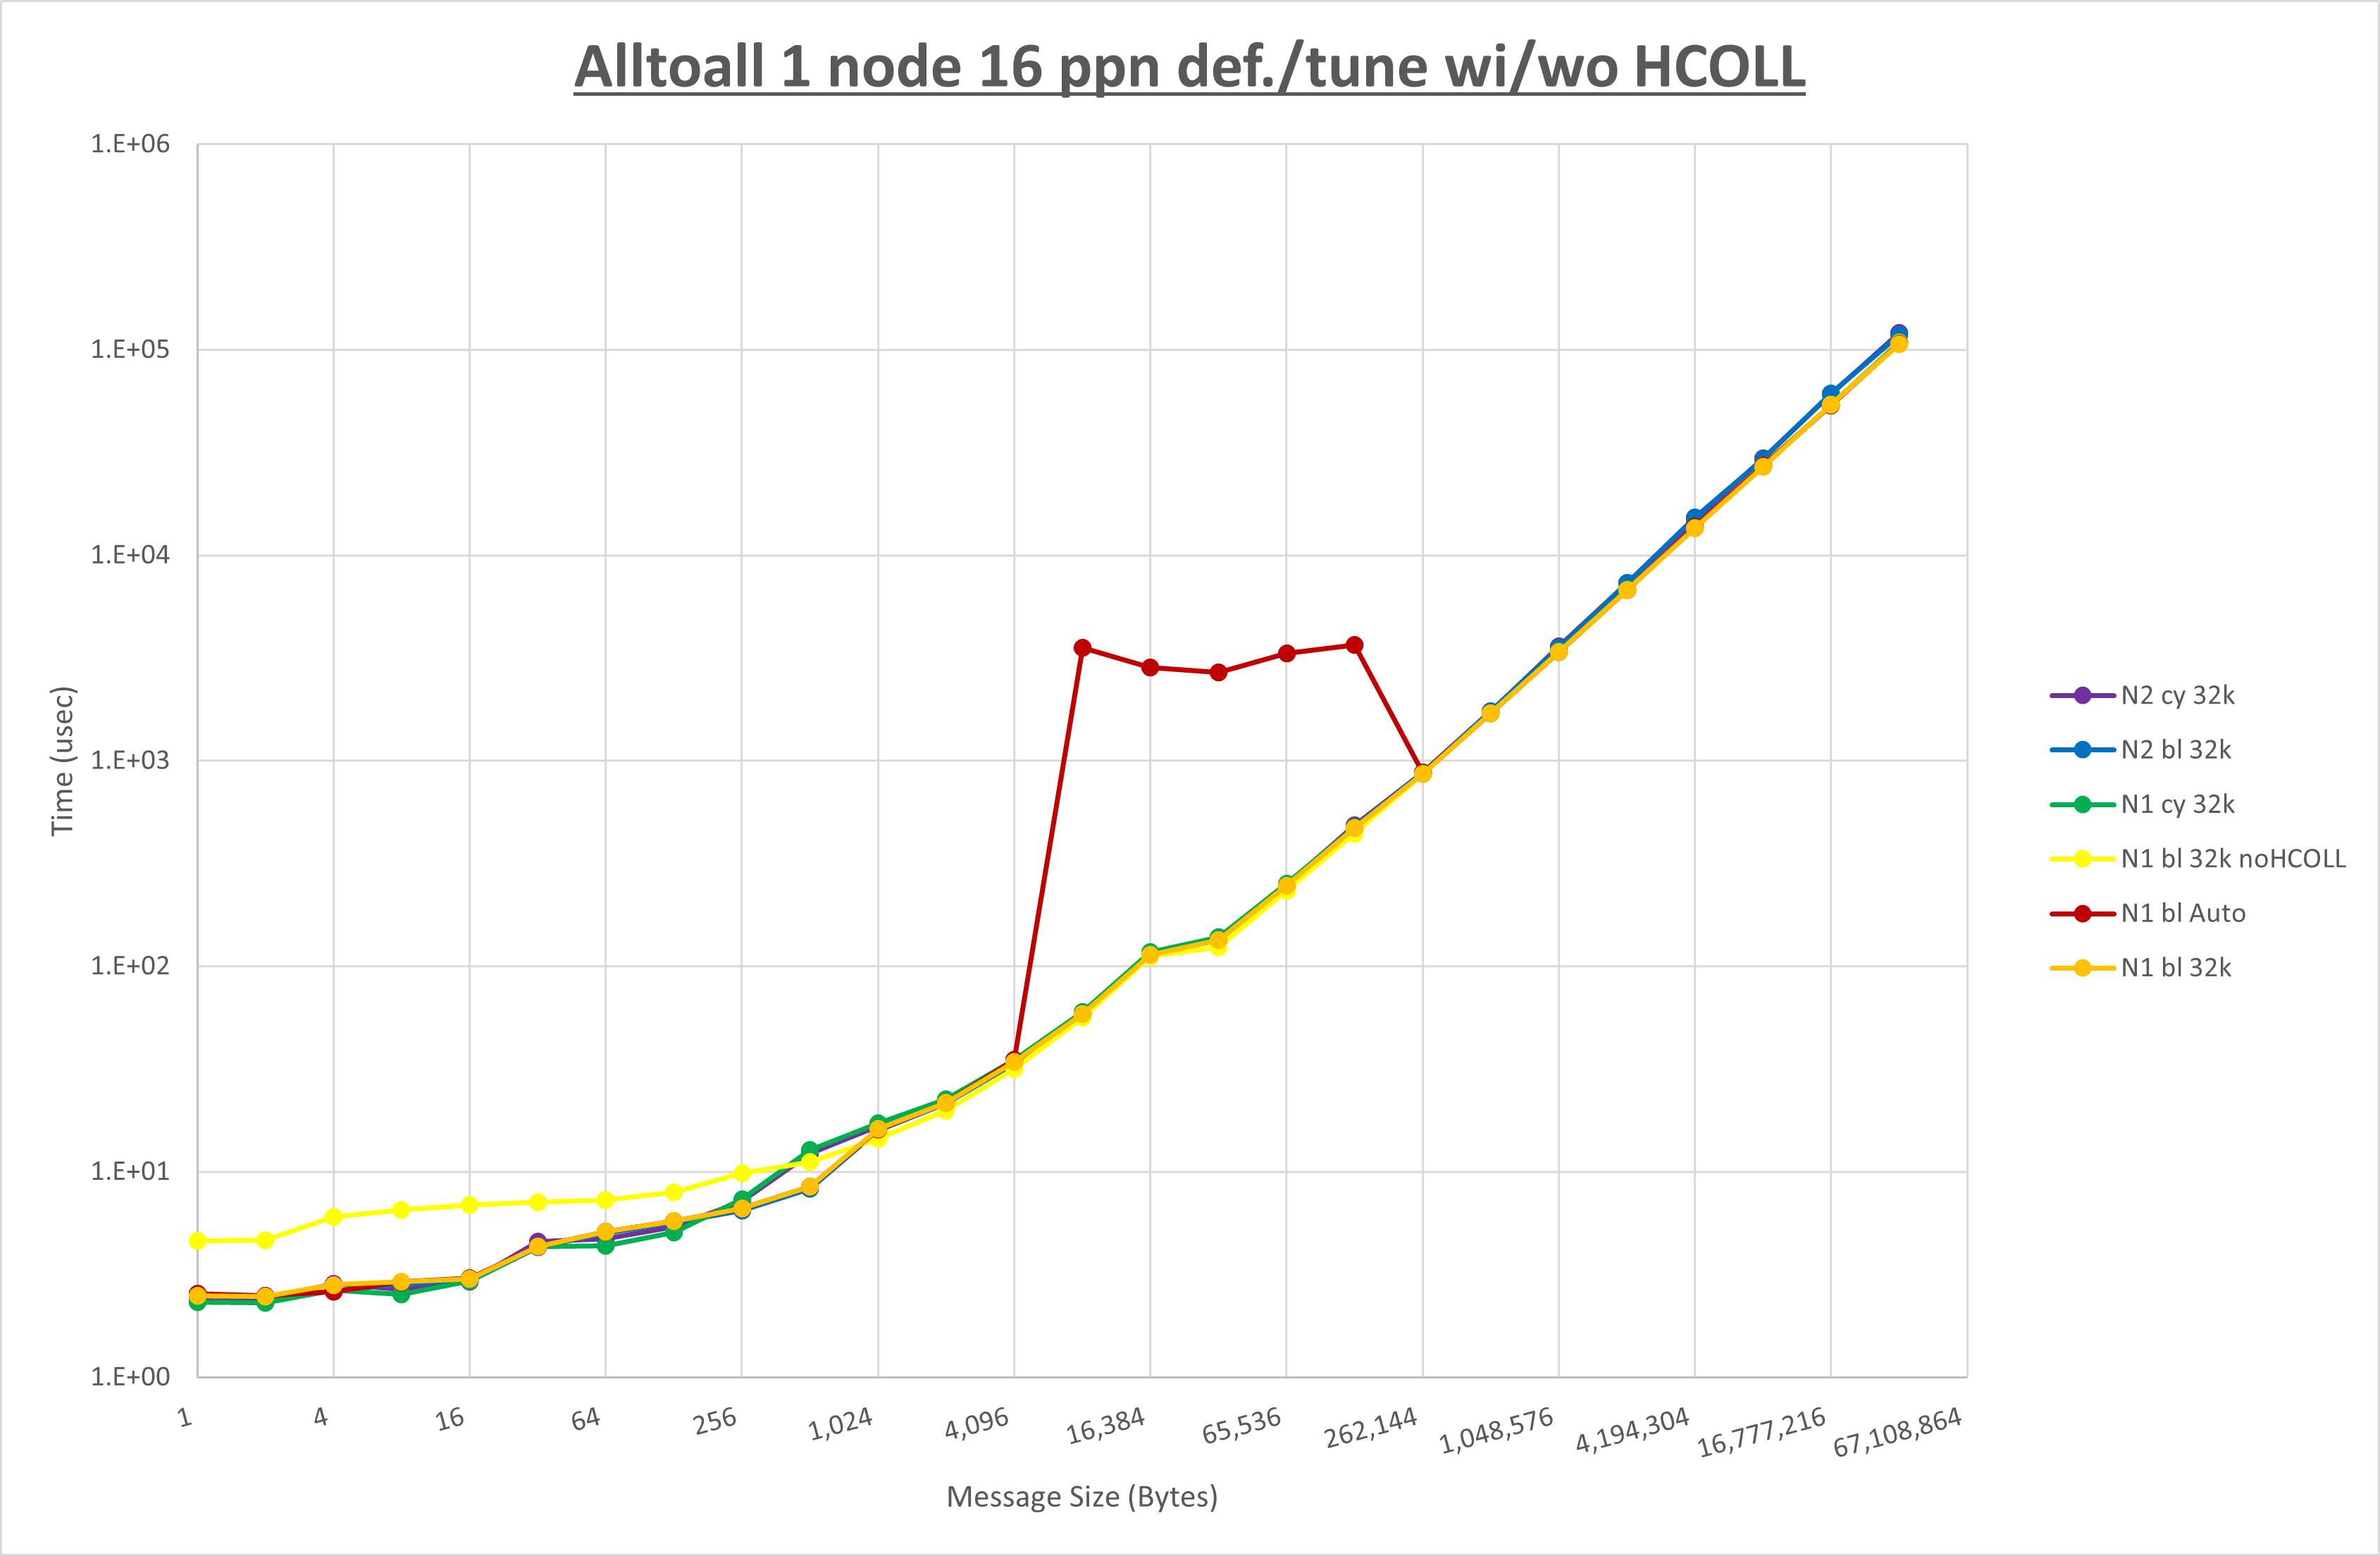 Alltoall 1 node 16 ppn def./tune wi/wo HCOLL
1.E+06
1.E+05
1.E+04
1.E+03
1.E+02
1.E+01
1.E+00
Time (usec)
1
4
16
64
256
1,024
4,096
16,384
65,536
262,144
1,048,576
4,194,304
16,777,216
67,108,864
Message Size (Bytes)
N2 cy 32k
N2 bl 32k
N1 cy 32k
N1 bl 32k noHCOLL
N1 bl Auto
N1 bl 32k